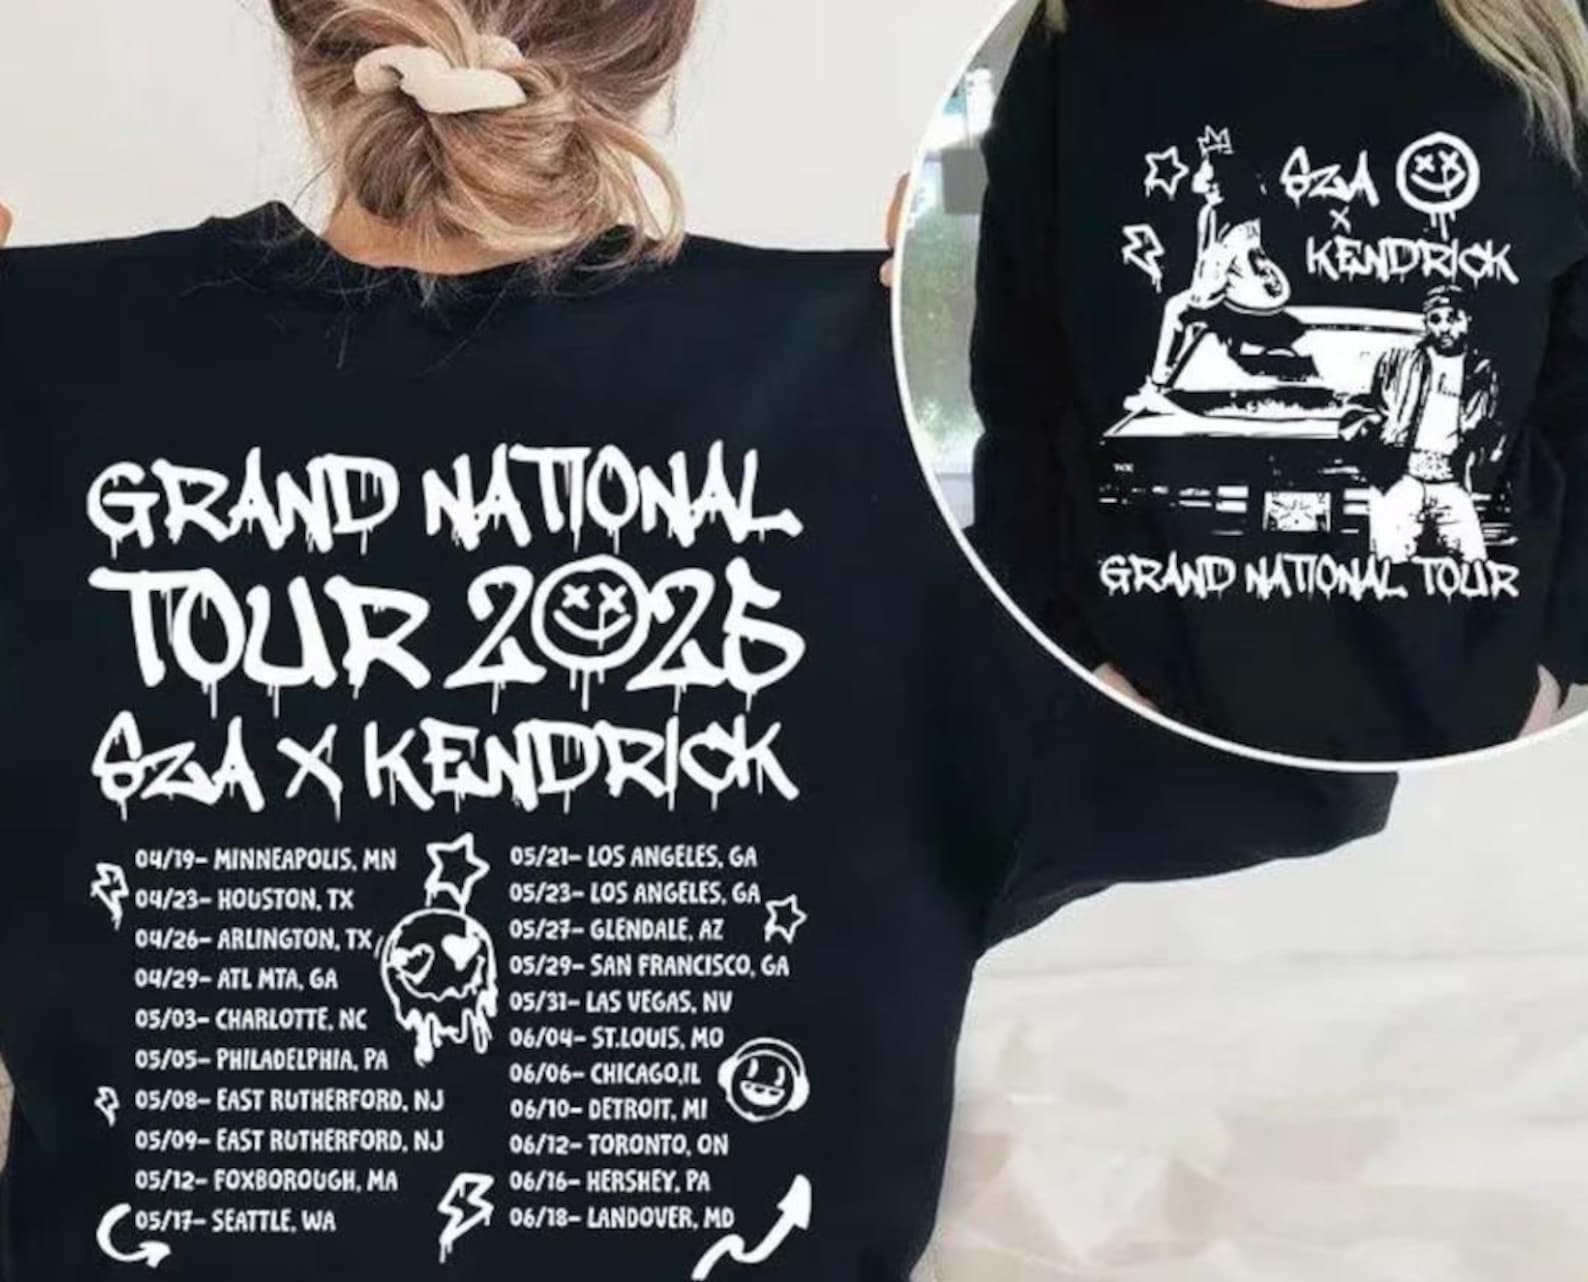 GRAND NATIONAL
TOUR 2025
SZA X KENDRICK
04/19- MINNEAPOLIS, MN
04/23- HOUSTON, TX
04/26- ARLINGTON, TX
04/29- ATL MTA, GA
05/03- CHARLOTTE, NC
05/05- PHILADELPHIA, PA
05/08- EAST RUTHERFORD, NJ
05/09- EAST RUTHERFORD, NJ
05/12- FOXBOROUGH, MA
05/17- SEATTLE, WA
05/21- LOS ANGELES, GA
05/23- LOS ANGELES, GA
05/27- GLENDALE, AZ
05/29- SAN FRANCISCO, GA
05/31- LAS VEGAS, NV
06/04- ST.LOUIS, MO
06/06- CHICAGO,IL
06/10- DETROIT, MI
06/12- TORONTO, ON
06/16- HERSHEY, PA
06/18- LANDOVER, MD
SZA
X
KENDRICK
GRAND NATIONAL TOUR